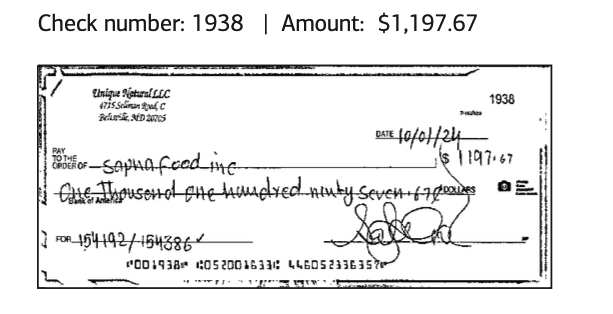 Check number: 1938 | Amount: $1,197.67
Unique Natural LLC
4715 Sellman Road, C
Beltsville, MD 20705
1938
DATE 10/01/24
PAY
TO THE
ORDER OF Sapna food inc
$ 1197.67
One Thousand one hundred ninty seven.67¢ DOLLARS
Bank of America
FOR 154192/154386 ✓
⑈001938⑈ ⑆052001633⑆ 446052336357⑈